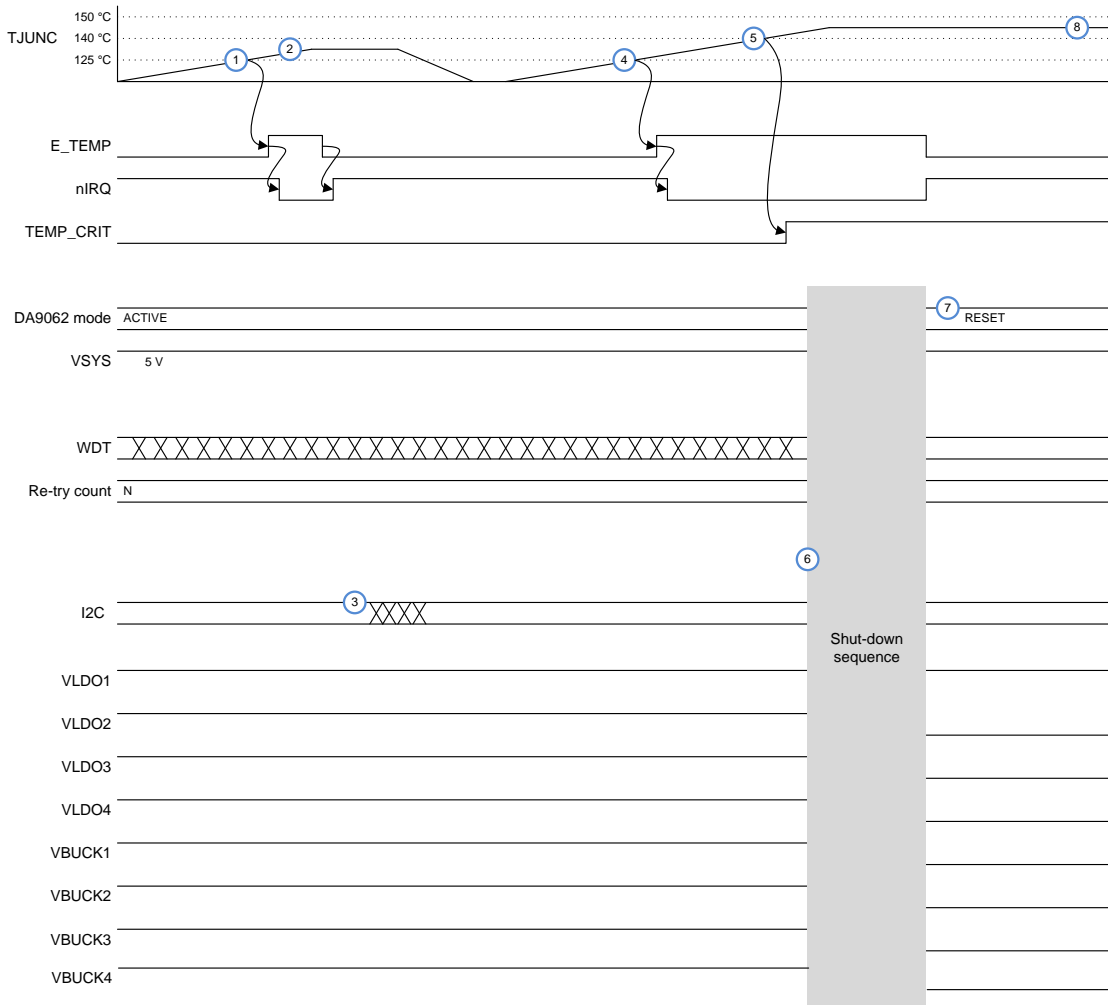 150 °C
TJUNC
140 °C
125 °C
1
2
4
5
8
E_TEMP
nIRQ
TEMP_CRIT
DA9062 mode
ACTIVE
7
RESET
VSYS
5 V
WDT
Re-try count
N
6
3
I2C
Shut-down
sequence
VLDO1
VLDO2
VLDO3
VLDO4
VBUCK1
VBUCK2
VBUCK3
VBUCK4